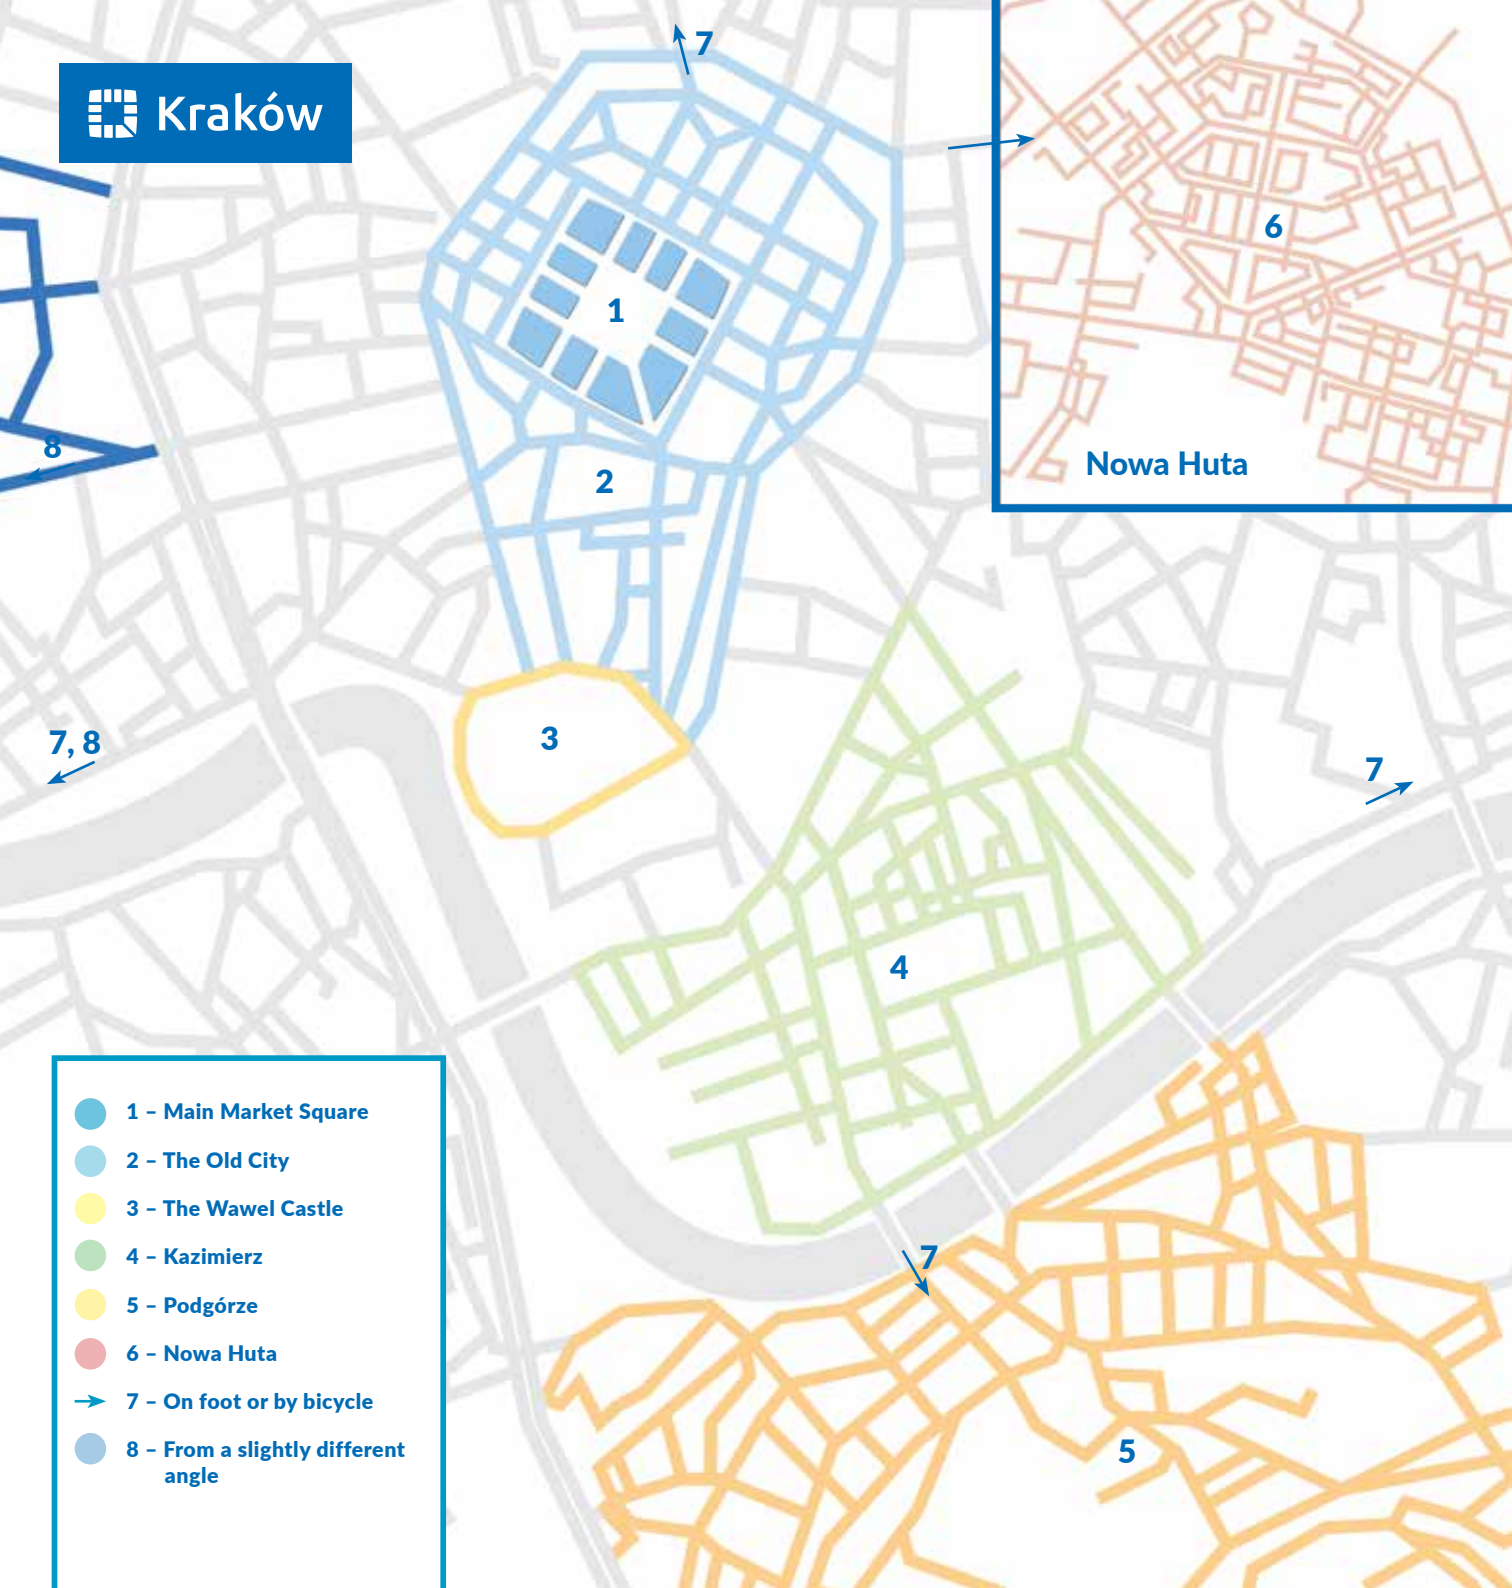 7
Kraków
6
1
8
Nowa Huta
2
3
7, 8
7
4
1 – Main Market Square
2 – The Old City
3 – The Wawel Castle
4 – Kazimierz
5 – Podgórze
6 – Nowa Huta
7 – On foot or by bicycle
8 – From a slightly different
angle
7
5